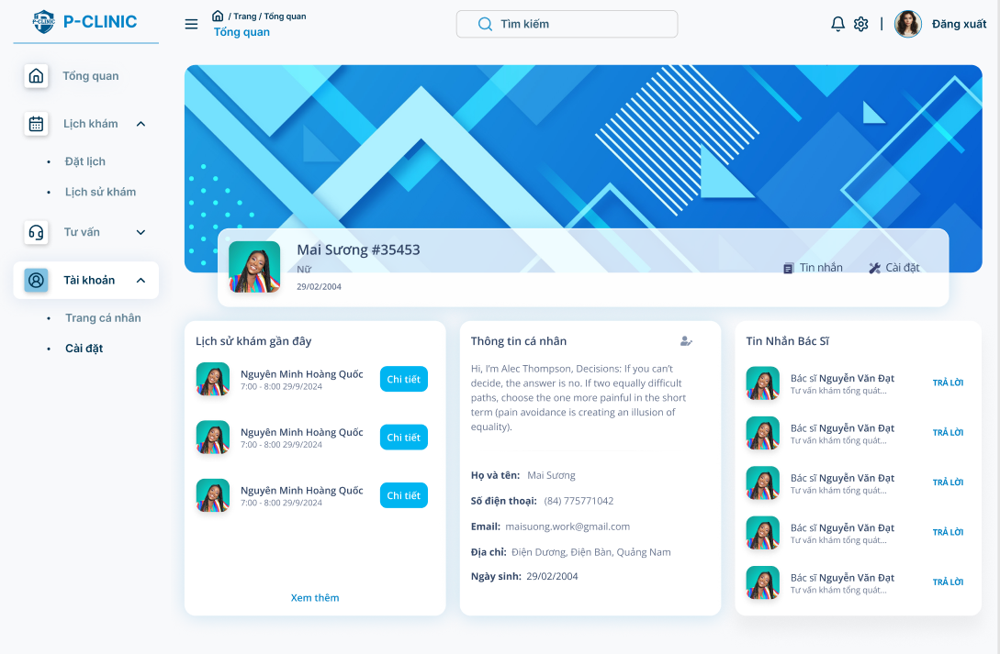 P-CLINIC
P-CLINIC
/ Trang / Tổng quan
Tổng quan
Tìm kiếm
|
Đăng xuất
Tổng quan
Lịch khám
• Đặt lịch
• Lịch sử khám
Tư vấn
Tài khoản
• Trang cá nhân
• Cài đặt
Mai Sương #35453
Nữ
29/02/2004
Tin nhắn
Cài đặt
Lịch sử khám gần đây
Nguyên Minh Hoàng Quốc
7:00 - 8:00 29/9/2024
Chi tiết
Nguyên Minh Hoàng Quốc
7:00 - 8:00 29/9/2024
Chi tiết
Nguyên Minh Hoàng Quốc
7:00 - 8:00 29/9/2024
Chi tiết
Xem thêm
Thông tin cá nhân
Hi, I’m Alec Thompson, Decisions: If you can’t
decide, the answer is no. If two equally difficult
paths, choose the one more painful in the short
term (pain avoidance is creating an illusion of
equality).
Họ và tên: Mai Sương
Số điện thoại: (84) 775771042
Email: maisuong.work@gmail.com
Địa chỉ: Điện Dương, Điện Bàn, Quảng Nam
Ngày sinh: 29/02/2004
Tin Nhắn Bác Sĩ
Bác sĩ Nguyễn Văn Đạt
Tư vấn khám tổng quát...
TRẢ LỜI
Bác sĩ Nguyễn Văn Đạt
Tư vấn khám tổng quát...
TRẢ LỜI
Bác sĩ Nguyễn Văn Đạt
Tư vấn khám tổng quát...
TRẢ LỜI
Bác sĩ Nguyễn Văn Đạt
Tư vấn khám tổng quát...
TRẢ LỜI
Bác sĩ Nguyễn Văn Đạt
Tư vấn khám tổng quát...
TRẢ LỜI